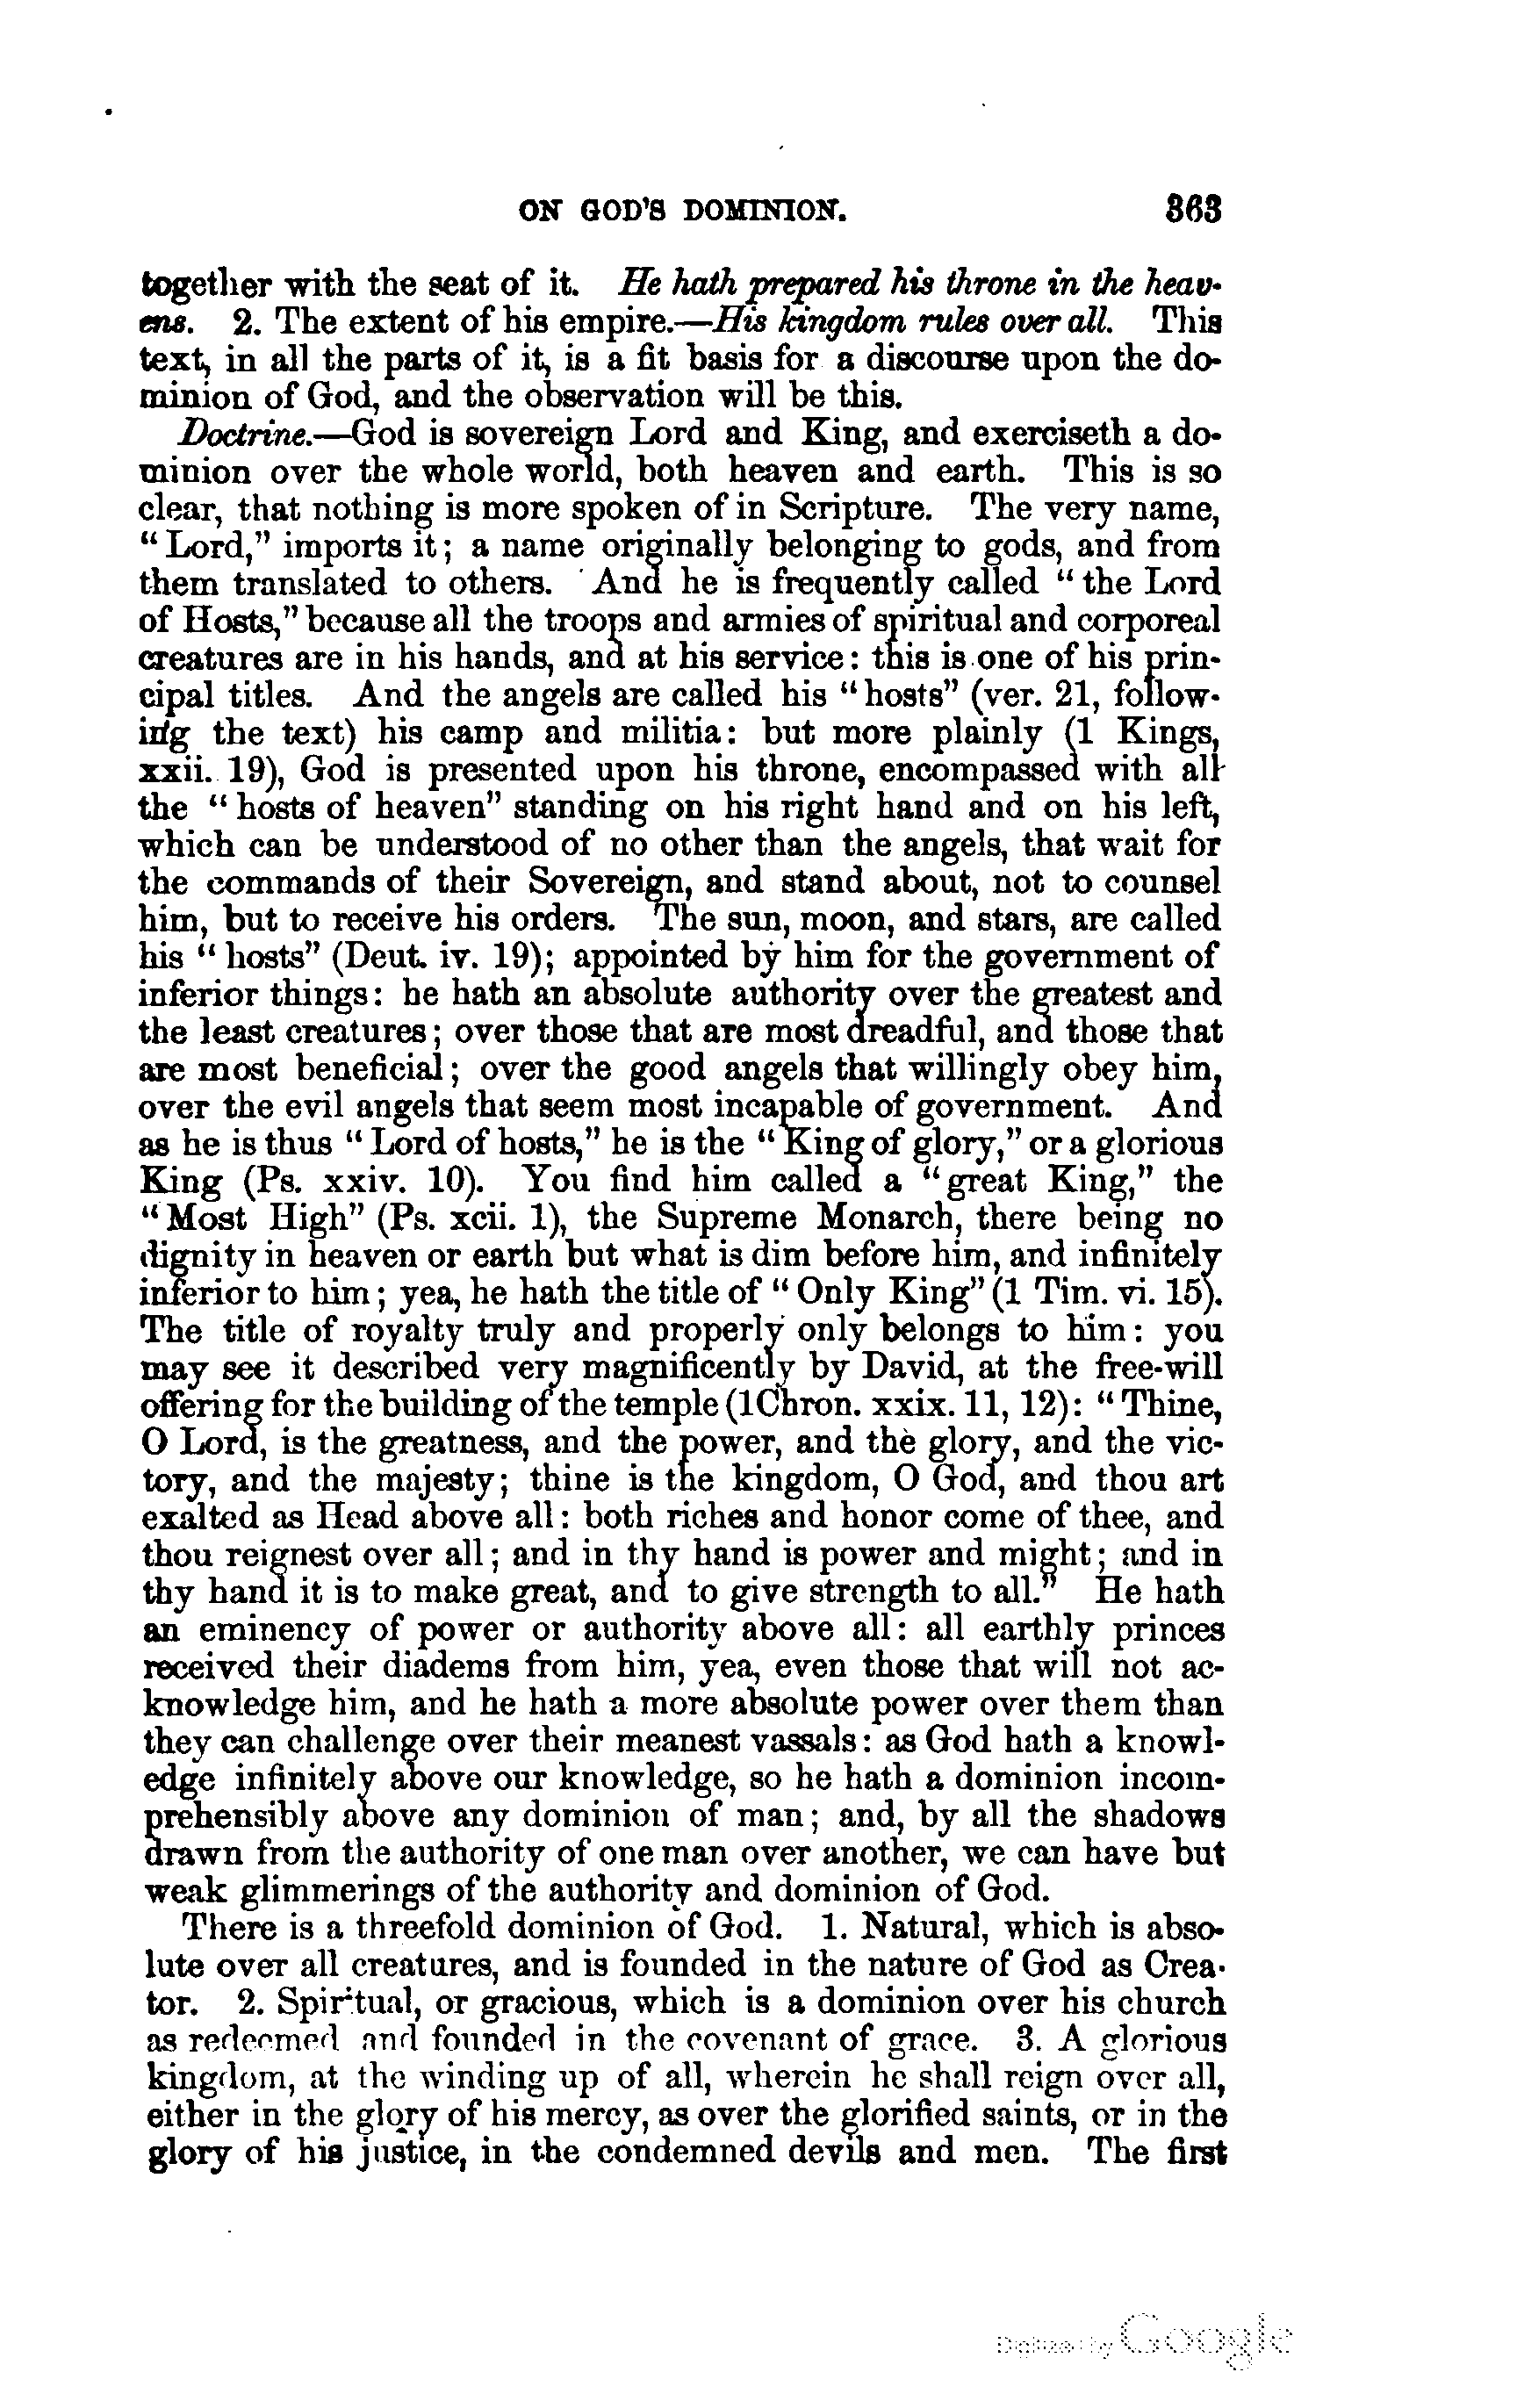 ON GOD'S DOMINION. 363
together with the seat of it. He hath prepared his throne in the heav-
ens. 2. The extent of his empire.—His kingdom rules over all. This
text, in all the parts of it, is a fit basis for a discourse upon the do-
minion of God, and the observation will be this.
Doctrine.—God is sovereign Lord and King, and exerciseth a do-
minion over the whole world, both heaven and earth. This is so
clear, that nothing is more spoken of in Scripture. The very name,
“Lord,” imports it; a name originally belonging to gods, and from
them translated to others. And he is frequently called “the Lord
of Hosts,” because all the troops and armies of spiritual and corporeal
creatures are in his hands, and at his service: this is one of his prin-
cipal titles. And the angels are called his “hosts” (ver. 21, follow-
ing the text) his camp and militia: but more plainly (1 Kings,
xxii. 19), God is presented upon his throne, encompassed with all
the “hosts of heaven” standing on his right hand and on his left,
which can be understood of no other than the angels, that wait for
the commands of their Sovereign, and stand about, not to counsel
him, but to receive his orders. The sun, moon, and stars, are called
his “hosts” (Deut. iv. 19); appointed by him for the government of
inferior things: he hath an absolute authority over the greatest and
the least creatures; over those that are most dreadful, and those that
are most beneficial; over the good angels that willingly obey him,
over the evil angels that seem most incapable of government. And
as he is thus “Lord of hosts,” he is the “King of glory,” or a glorious
King (Ps. xxiv. 10). You find him called a “great King,” the
“Most High” (Ps. xcii. 1), the Supreme Monarch, there being no
dignity in heaven or earth but what is dim before him, and infinitely
inferior to him; yea, he hath the title of “Only King” (1 Tim. vi. 15).
The title of royalty truly and properly only belongs to him: you
may see it described very magnificently by David, at the free-will
offering for the building of the temple (1Chron. xxix. 11, 12): “Thine,
O Lord, is the greatness, and the power, and the glory, and the vic-
tory, and the majesty; thine is the kingdom, O God, and thou art
exalted as Head above all: both riches and honor come of thee, and
thou reignest over all; and in thy hand is power and might; and in
thy hand it is to make great, and to give strength to all.” He hath
an eminency of power or authority above all: all earthly princes
received their diadems from him, yea, even those that will not ac-
knowledge him, and he hath a more absolute power over them than
they can challenge over their meanest vassals: as God hath a knowl-
edge infinitely above our knowledge, so he hath a dominion incom-
prehensibly above any dominion of man; and, by all the shadows
drawn from the authority of one man over another, we can have but
weak glimmerings of the authority and dominion of God.
There is a threefold dominion of God. 1. Natural, which is abso-
lute over all creatures, and is founded in the nature of God as Crea-
tor. 2. Spiritual, or gracious, which is a dominion over his church
as redeemed and founded in the covenant of grace. 3. A glorious
kingdom, at the winding up of all, wherein he shall reign over all,
either in the glory of his mercy, as over the glorified saints, or in the
glory of his justice, in the condemned devils and men. The first
Digitized by Google